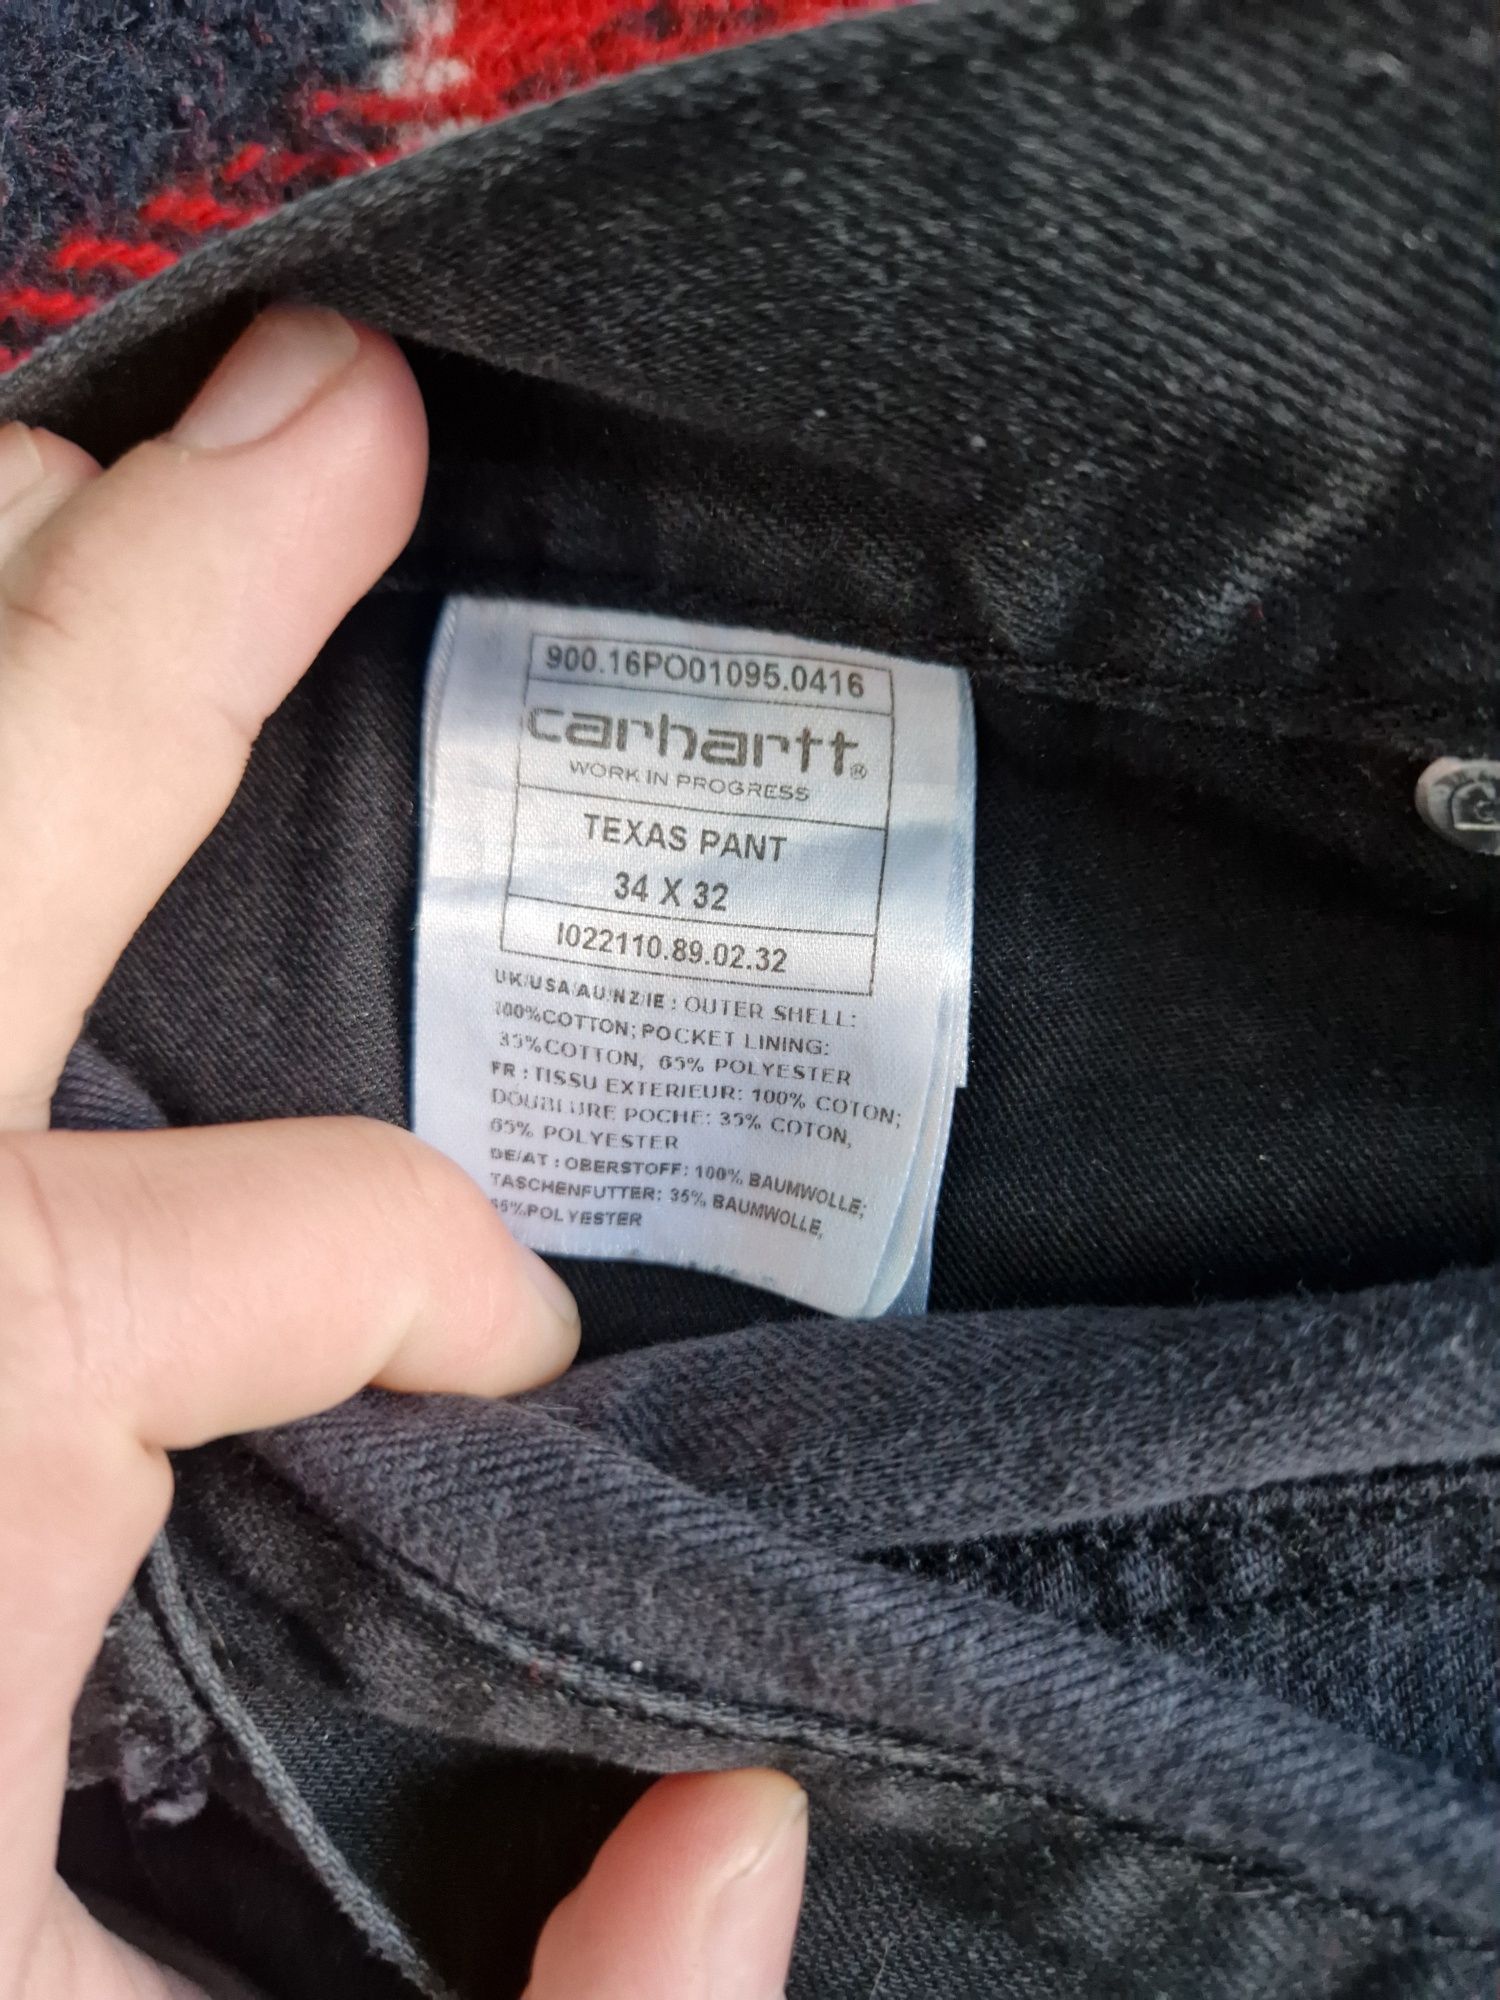 900.16PO01095.0416
carhartt®
WORK IN PROGRESS
TEXAS PANT
34 X 32
I022110.89.02.32
UK/USA/AU/NZ/IE : OUTER SHELL:
100%COTTON; POCKET LINING:
35%COTTON, 65% POLYESTER
FR : TISSU EXTERIEUR: 100% COTON;
DOUBLURE POCHE: 35% COTON,
65% POLYESTER
DE/AT : OBERSTOFF: 100% BAUMWOLLE;
TASCHENFUTTER: 35% BAUMWOLLE,
65%POLYESTER